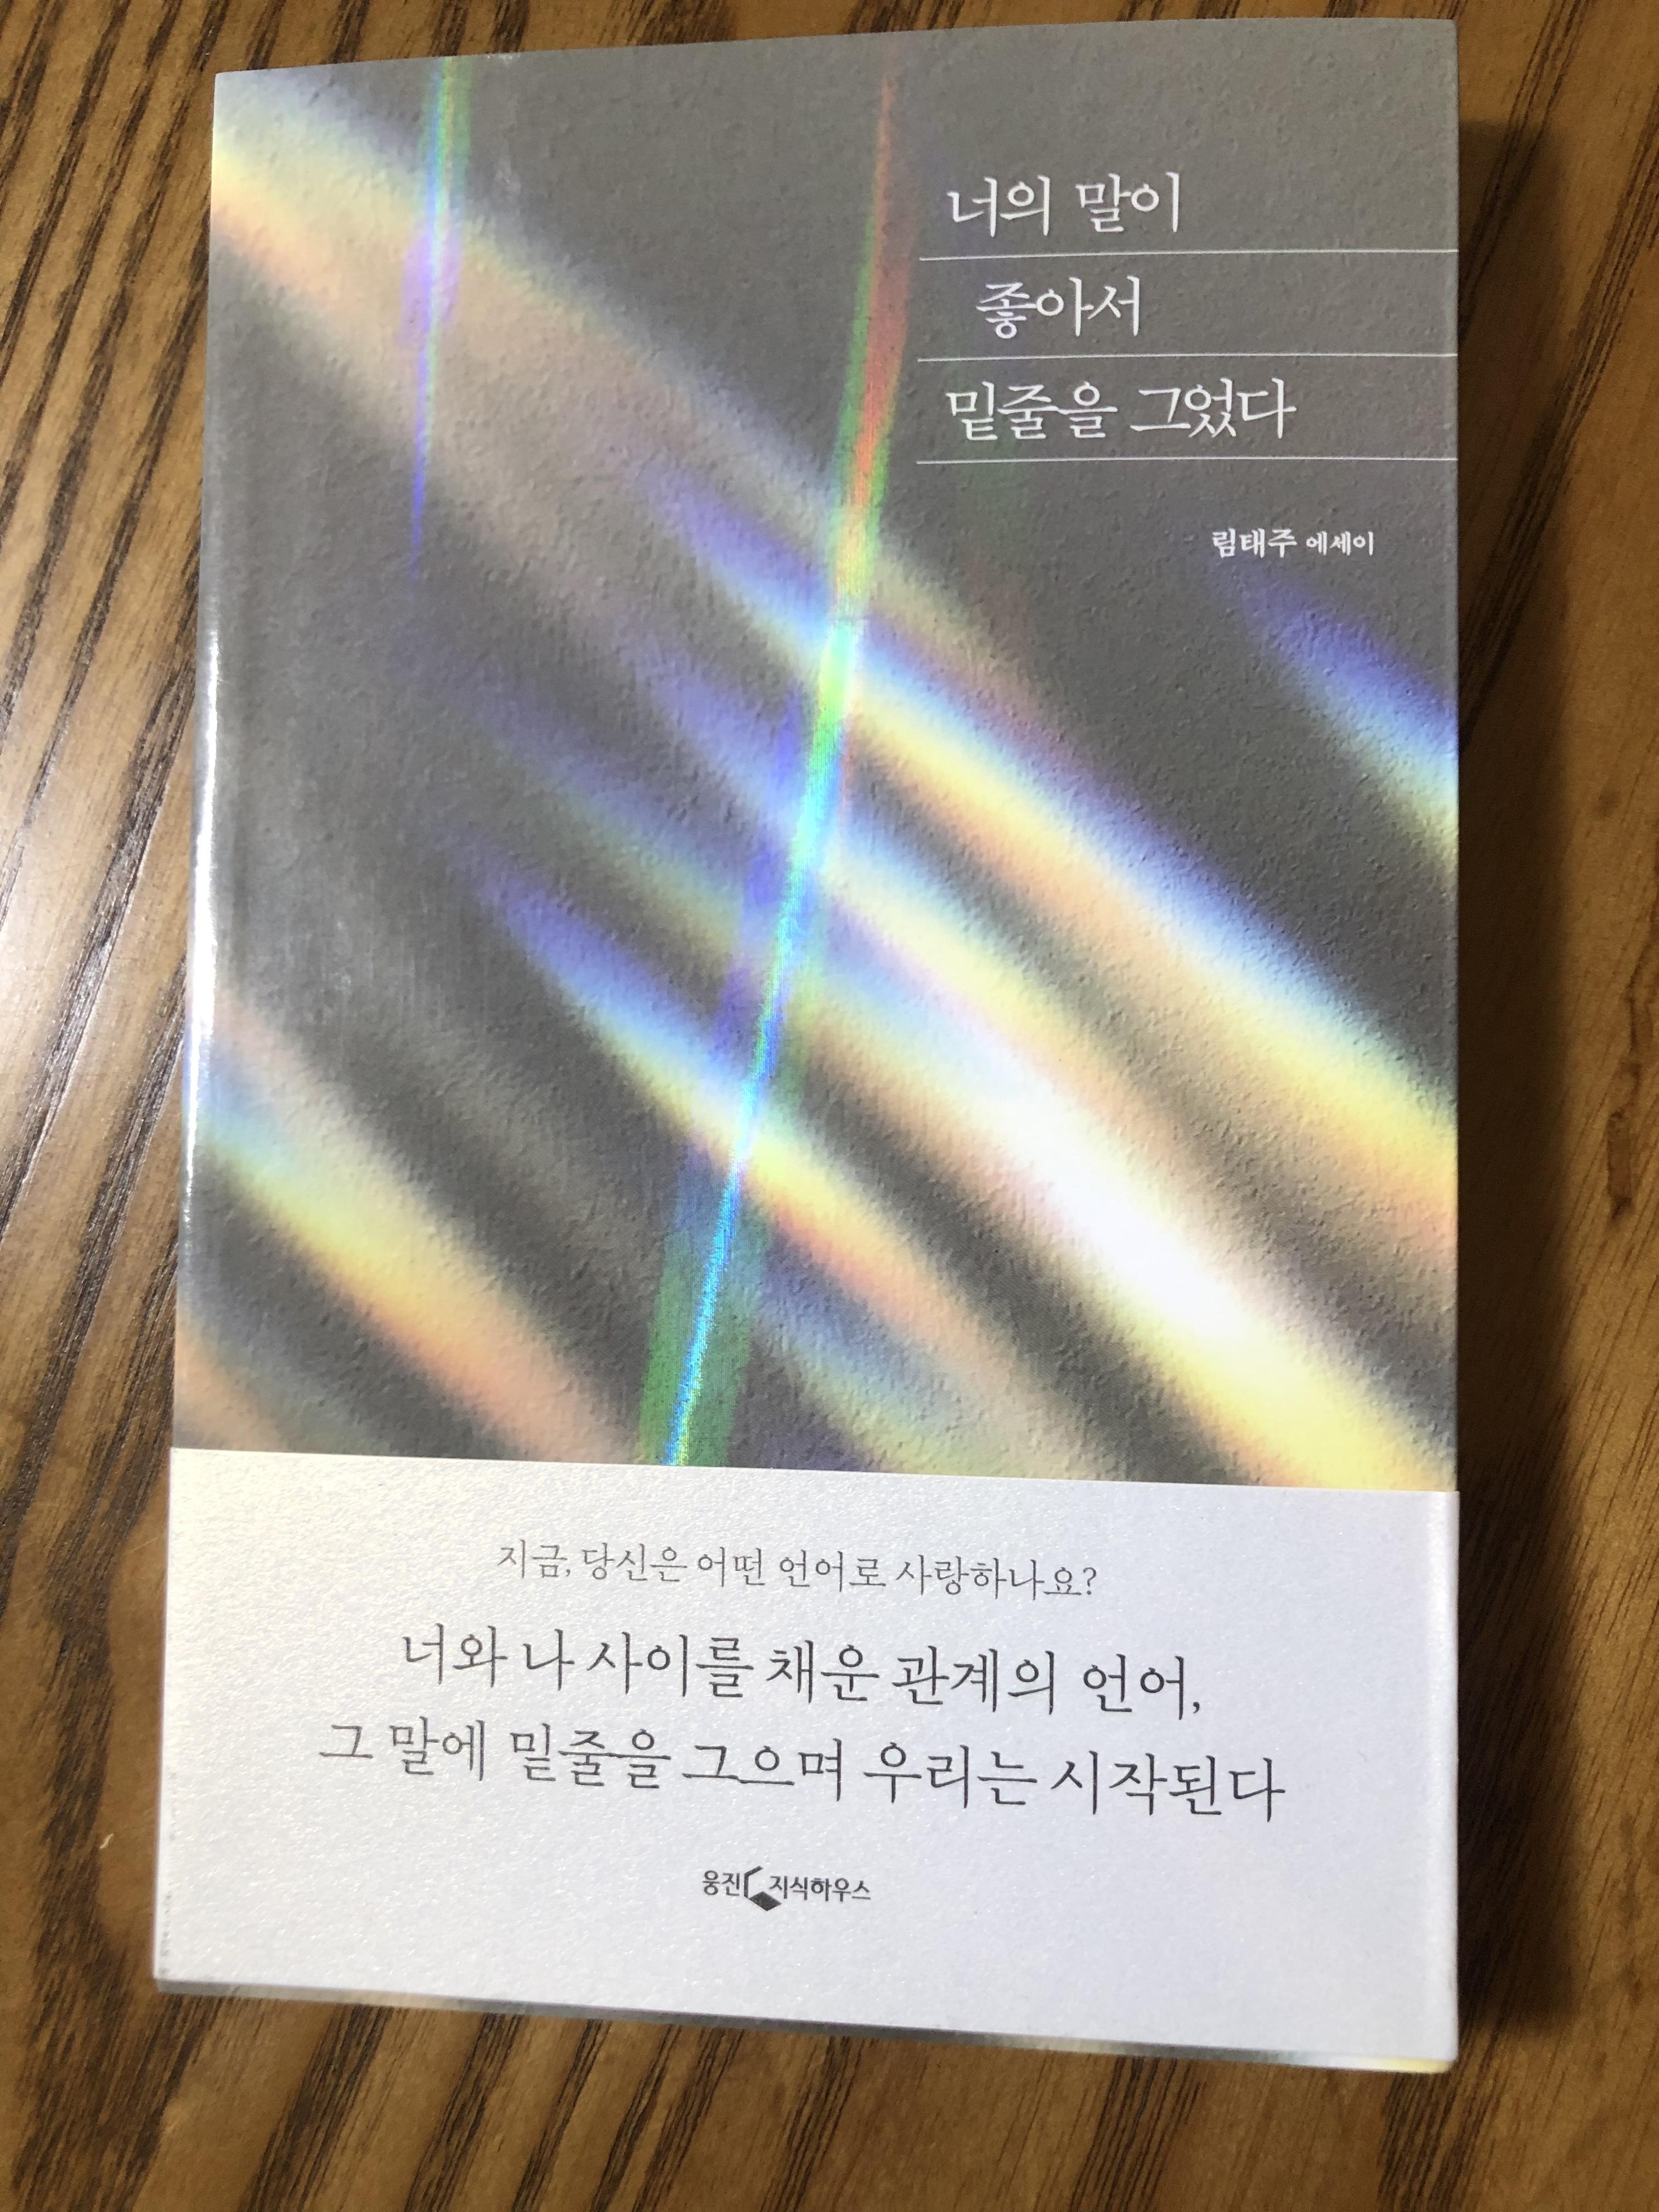 너의 말이
좋아서
밑줄을 그었다
림태주 에세이
지금, 당신은 어떤 언어로 사랑하나요?
너와 나 사이를 채운 관계의 언어,
그 말에 밑줄을 그으며 우리는 시작된다
웅진 지식하우스